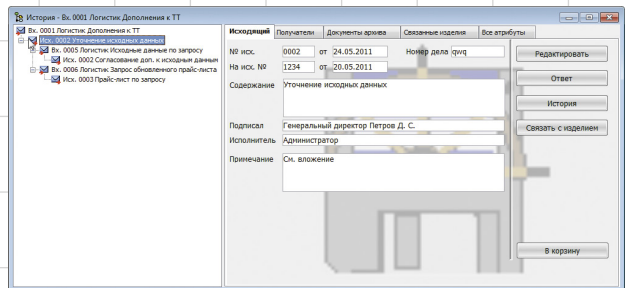 История - Вх. 0001 Логистик Дополнения к ТТ
Вх. 0001 Логистик Дополнения к ТТ
Исх. 0002 Уточнение исходных данных
Вх. 0005 Логистик Исходные данные по запросу
Исх. 0002 Согласование доп. к исходным данным
Вх. 0006 Логистик Запрос обновленного прайс-листа
Исх. 0003 Прайс-лист по запросу
Исходящий Получатели Документы архива Связанные изделия Все атрибуты
№ исх. 0002 от 24.05.2011 Номер дела qwq
На исх. № 1234 от 20.05.2011
Содержание Уточнение исходных данных
Подписал Генеральный директор Петров Д. С.
Исполнитель Администратор
Примечание См. вложение
Редактировать
Ответ
История
Связать с изделием
В корзину